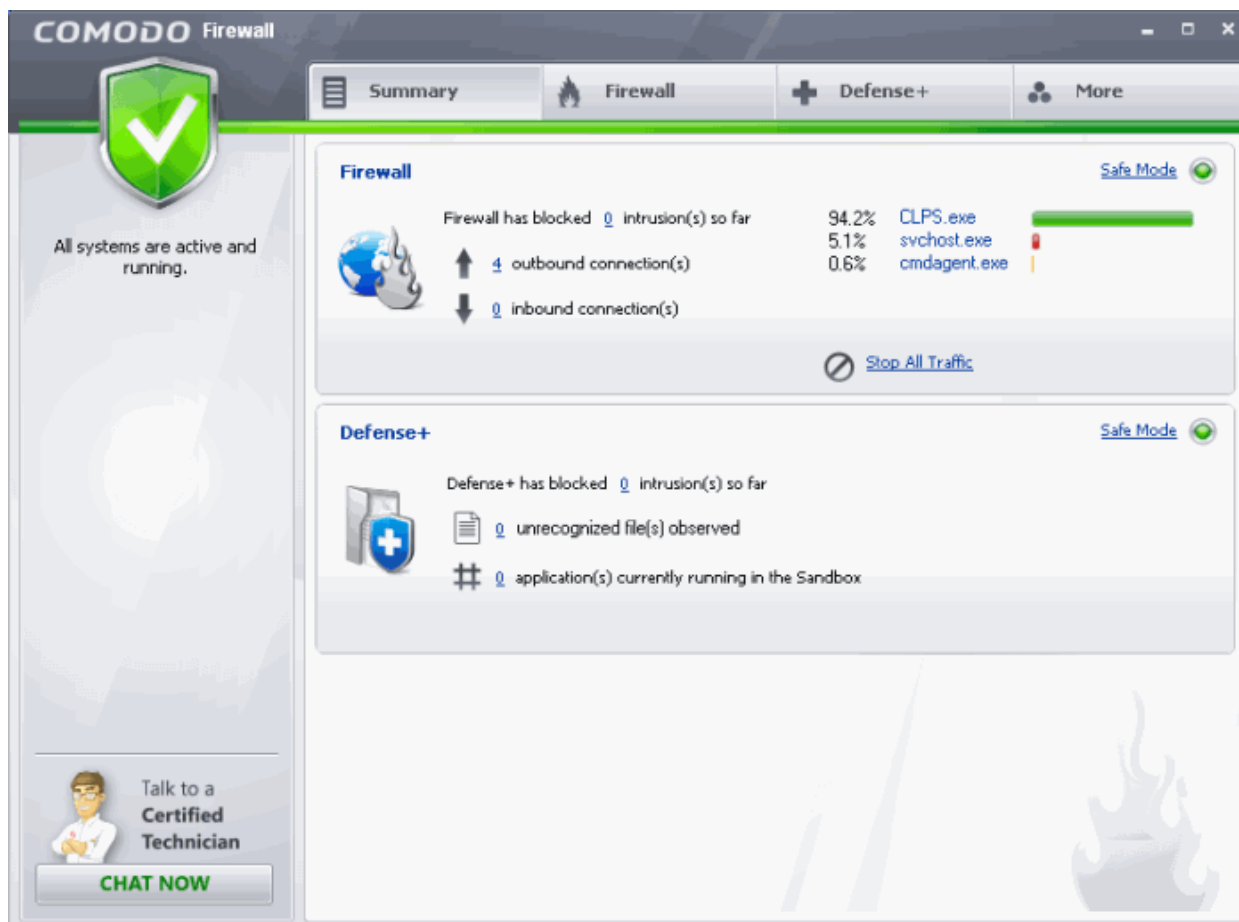 COMODO Firewall
Summary
Firewall
Defense+
More
All systems are active and
running.
Firewall
Safe Mode
Firewall has blocked 0 intrusion(s) so far
4 outbound connection(s)
0 inbound connection(s)
94.2% CLPS.exe
5.1% svchost.exe
0.6% cmdagent.exe
Stop All Traffic
Defense+
Safe Mode
Defense+ has blocked 0 intrusion(s) so far
0 unrecognized file(s) observed
0 application(s) currently running in the Sandbox
Talk to a
Certified
Technician
CHAT NOW